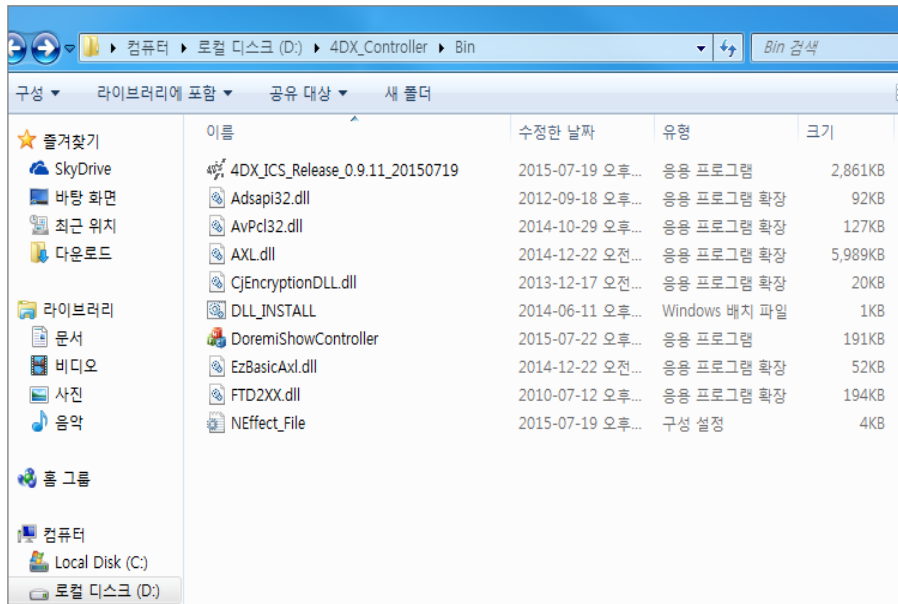 컴퓨터 ▸ 로컬 디스크 (D:) ▸ 4DX_Controller ▸ Bin
Bin 검색
구성 라이브러리에 포함 공유 대상 새 폴더
이름 수정한 날짜 유형 크기
즐겨찾기
SkyDrive
바탕 화면
최근 위치
다운로드
라이브러리
문서
비디오
사진
음악
홈 그룹
컴퓨터
Local Disk (C:)
로컬 디스크 (D:)
4DX_ICS_Release_0.9.11_20150719 2015-07-19 오후... 응용 프로그램 2,861KB
Adsapi32.dll 2012-09-18 오후... 응용 프로그램 확장 92KB
AvPcl32.dll 2014-10-29 오후... 응용 프로그램 확장 127KB
AXL.dll 2014-12-22 오전... 응용 프로그램 확장 5,989KB
CjEncryptionDLL.dll 2013-12-17 오전... 응용 프로그램 확장 20KB
DLL_INSTALL 2014-06-11 오후... Windows 배치 파일 1KB
DoremiShowController 2015-07-22 오후... 응용 프로그램 191KB
EzBasicAxl.dll 2014-12-22 오전... 응용 프로그램 확장 52KB
FTD2XX.dll 2010-07-12 오후... 응용 프로그램 확장 194KB
NEffect_File 2015-07-19 오후... 구성 설정 4KB